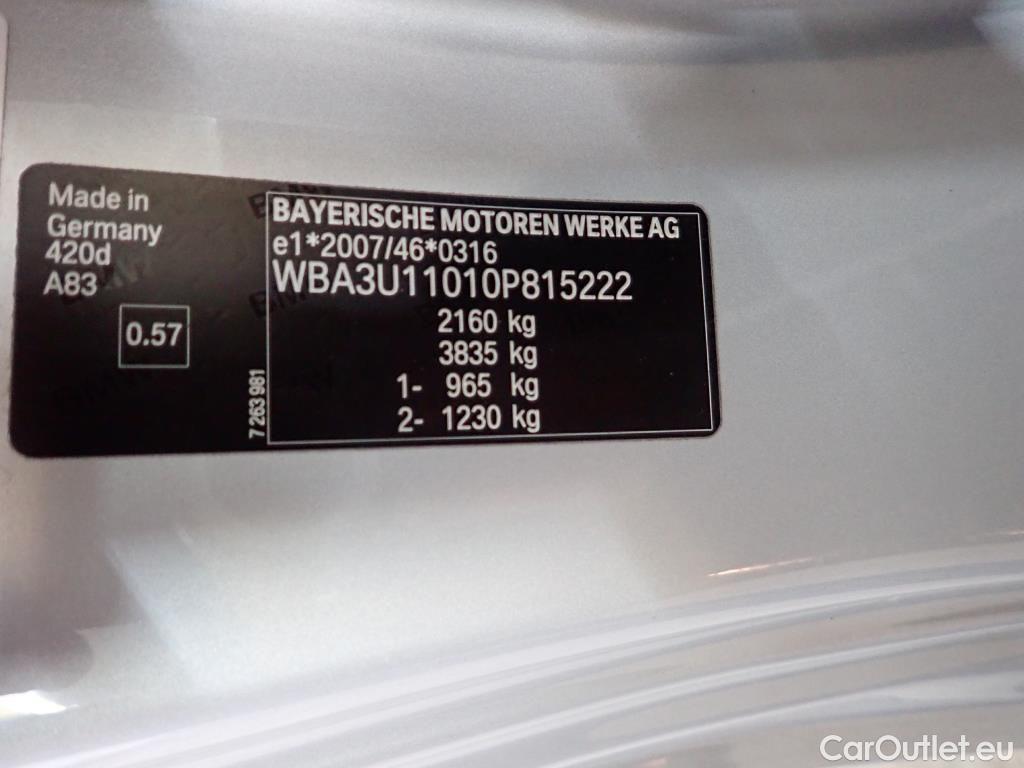 Made in
Germany
420d
A83
0.57
7 263 981
BAYERISCHE MOTOREN WERKE AG
e1*2007/46*0316
WBA3U11010P815222
2160 kg
3835 kg
1- 965 kg
2- 1230 kg
CarOutlet.eu